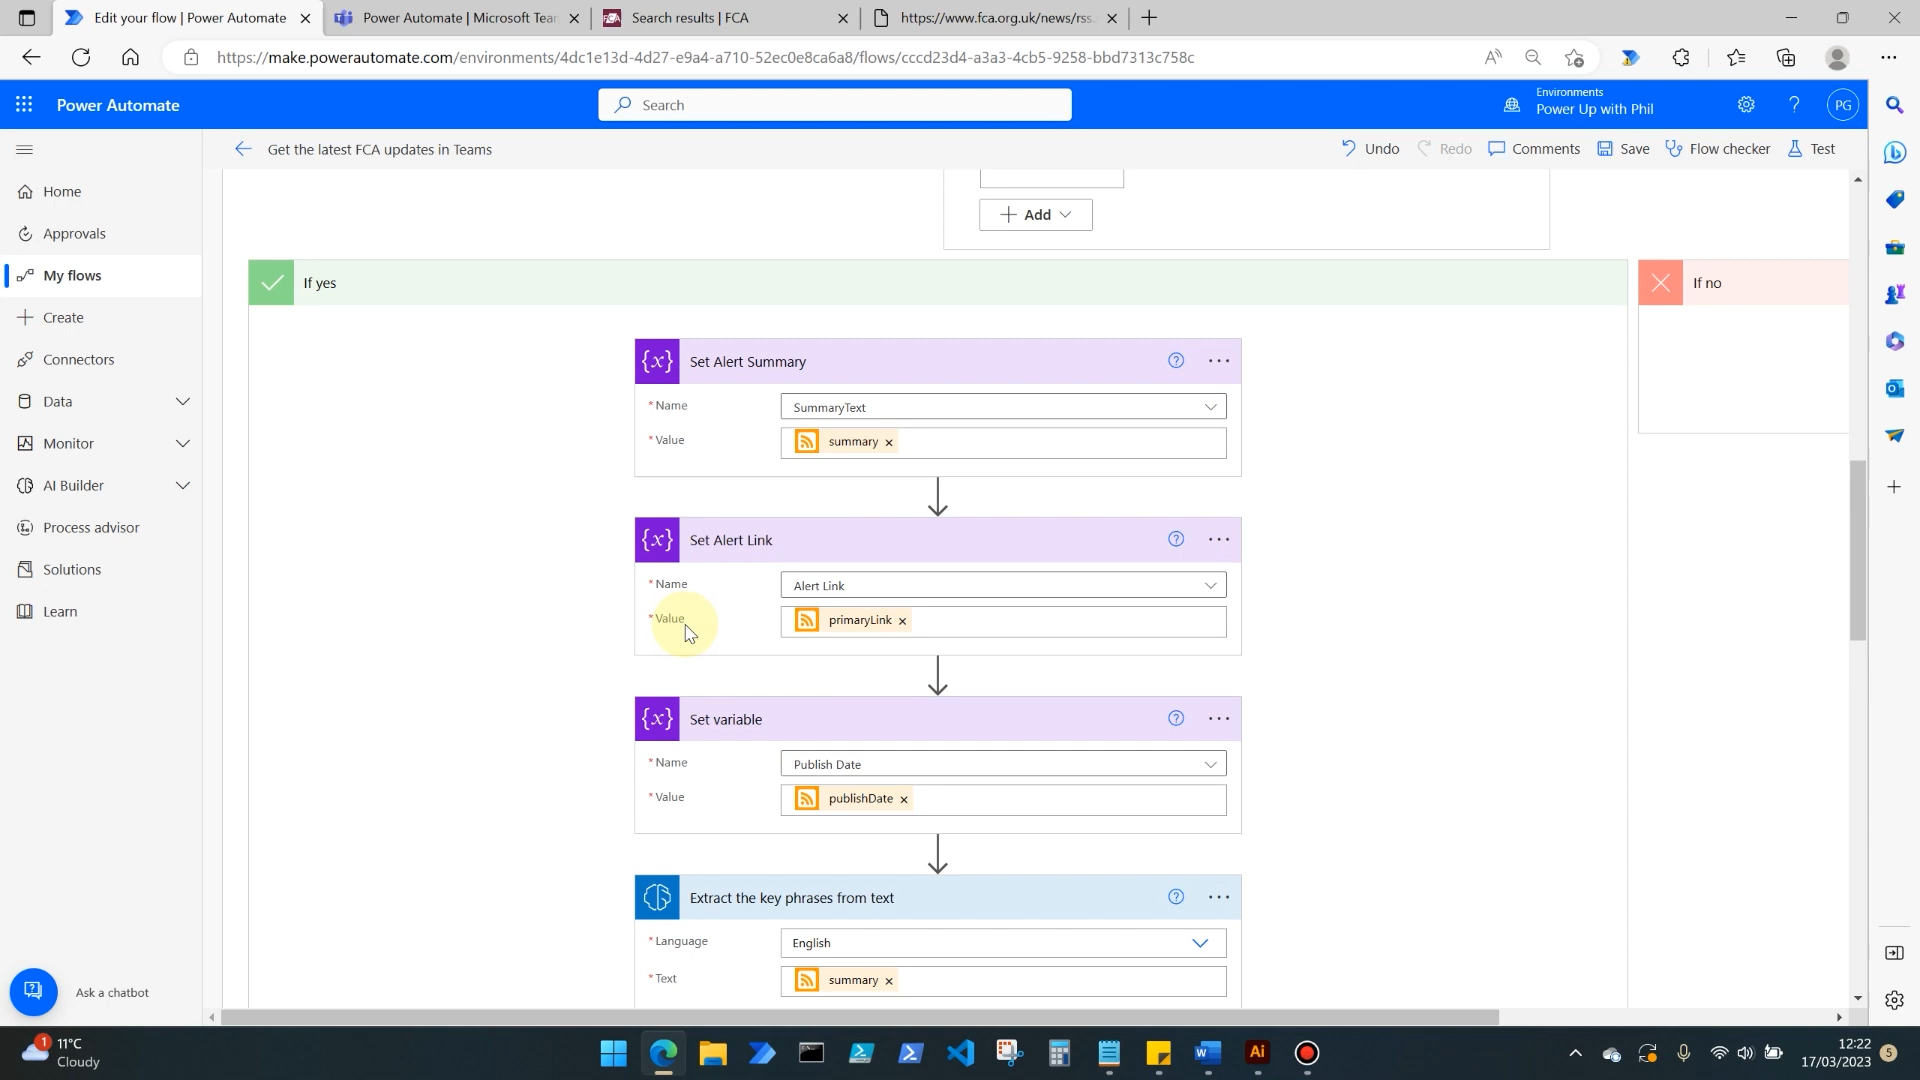 Edit your flow | Power Automate
Power Automate | Microsoft Tear
FCA
Search results | FCA
https://www.fca.org.uk/news/rss.
https://make.powerautomate.com/environments/4dc1e13d-4d27-e9a4-a710-52ec0e8ca6a8/flows/cccd23d4-a3a3-4cb5-9258-bbd7313c758c
Power Automate
Search
Environments
Power Up with Phil
PG
Get the latest FCA updates in Teams
Undo
Redo
Comments
Save
Flow checker
Test
Home
Approvals
My flows
Create
Connectors
Data
Monitor
AI Builder
Process advisor
Solutions
Learn
Ask a chatbot
Add
If yes
If no
{x} Set Alert Summary
* Name
SummaryText
* Value
summary
{x} Set Alert Link
* Name
Alert Link
* Value
primaryLink
{x} Set variable
* Name
Publish Date
* Value
publishDate
Extract the key phrases from text
* Language
English
* Text
summary
1
11°C
Cloudy
Ai
12:22
17/03/2023
5